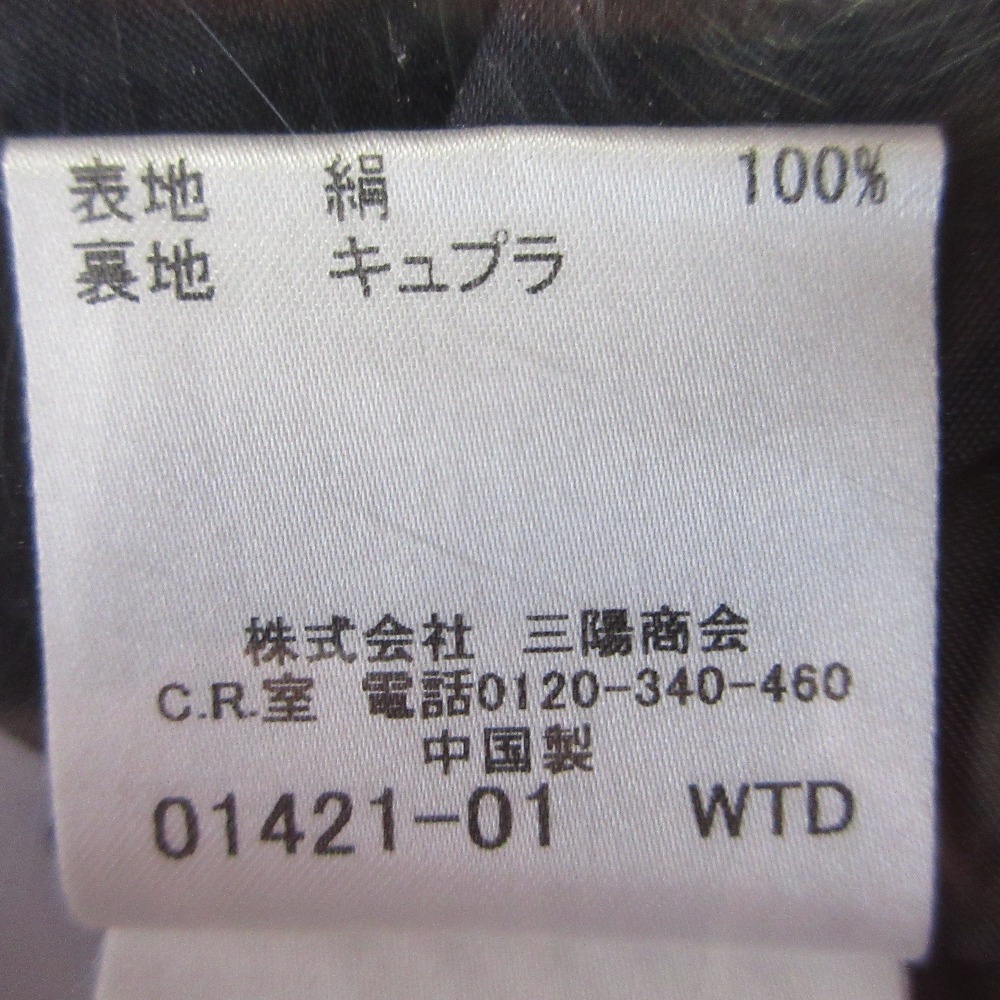 表地 絹 100%
裏地 キュプラ
株式会社 三陽商会
C.R.室 電話0120-340-460
中国製
01421-01 WTD